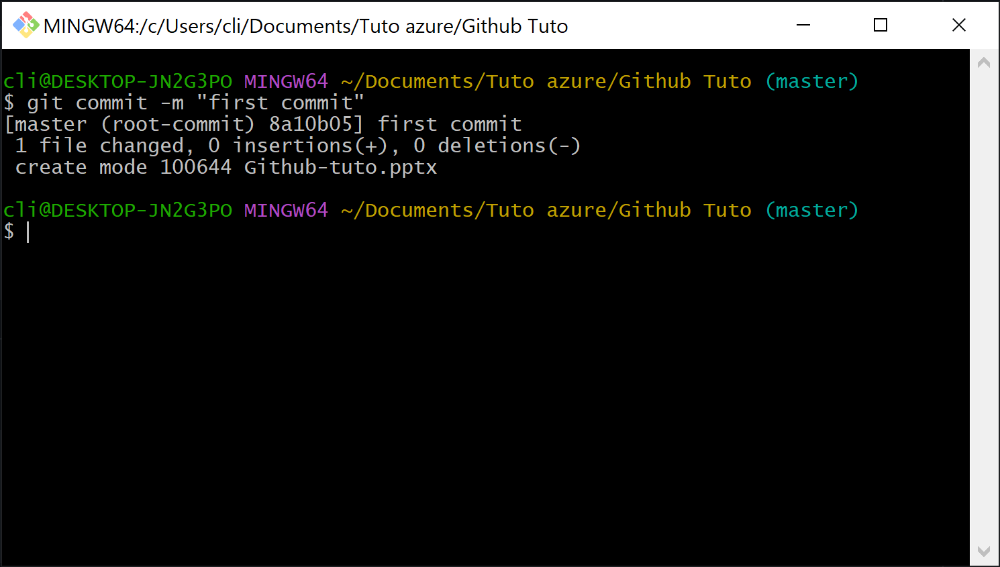 MINGW64:/c/Users/cli/Documents/Tuto azure/Github Tuto
cli@DESKTOP-JN2G3PO MINGW64 ~/Documents/Tuto azure/Github Tuto (master)
$ git commit -m "first commit"
[master (root-commit) 8a10b05] first commit
 1 file changed, 0 insertions(+), 0 deletions(-)
 create mode 100644 Github-tuto.pptx
cli@DESKTOP-JN2G3PO MINGW64 ~/Documents/Tuto azure/Github Tuto (master)
$